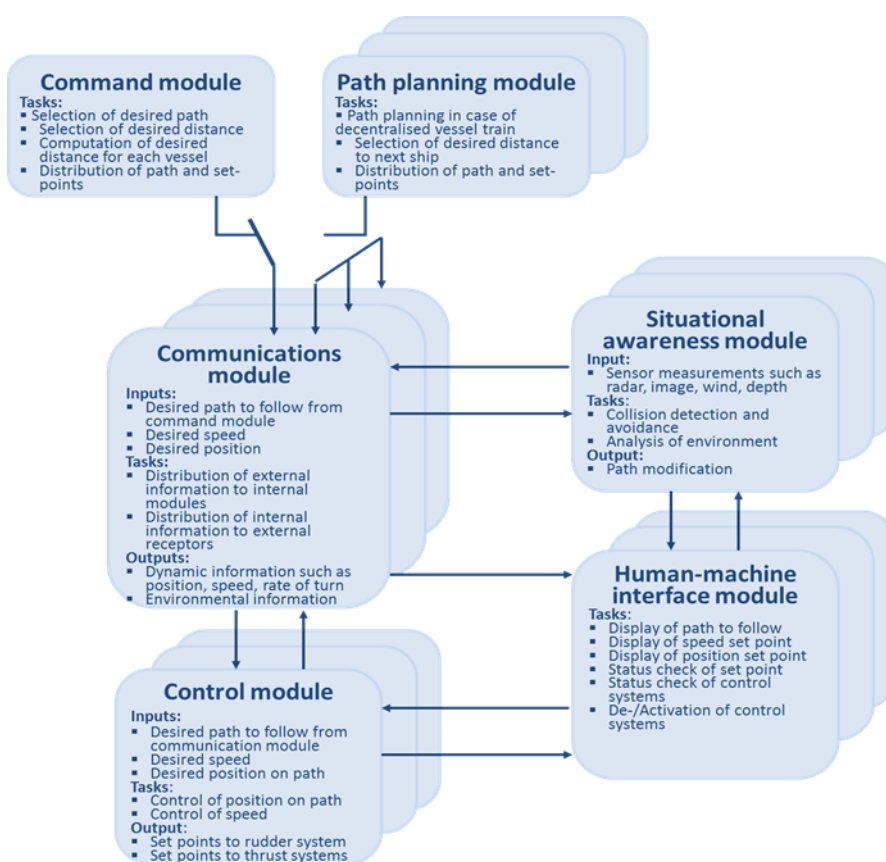 Command module
Tasks:
▪ Selection of desired path
▪ Selection of desired distance
▪ Computation of desired
distance for each vessel
▪ Distribution of path and set-
points
Path planning module
Tasks:
▪ Path planning in case of
decentralised vessel train
▪ Selection of desired distance
to next ship
▪ Distribution of path and set-
points
Communications
module
Inputs:
▪ Desired path to follow from
command module
▪ Desired speed
▪ Desired position
Tasks:
▪ Distribution of external
information to internal
modules
▪ Distribution of internal
information to external
receptors
Outputs:
▪ Dynamic information such as
position, speed, rate of turn
▪ Environmental information
Situational
awareness module
Input:
▪ Sensor measurements such as
radar, image, wind, depth
Tasks:
▪ Collision detection and
avoidance
▪ Analysis of environment
Output:
▪ Path modification
Human-machine
interface module
Tasks:
▪ Display of path to follow
▪ Display of speed set point
▪ Display of position set point
▪ Status check of set point
▪ Status check of control
systems
▪ De-/Activation of control
systems
Control module
Inputs:
▪ Desired path to follow from
communication module
▪ Desired speed
▪ Desired position on path
Tasks:
▪ Control of position on path
▪ Control of speed
Output:
▪ Set points to rudder system
▪ Set points to thrust systems